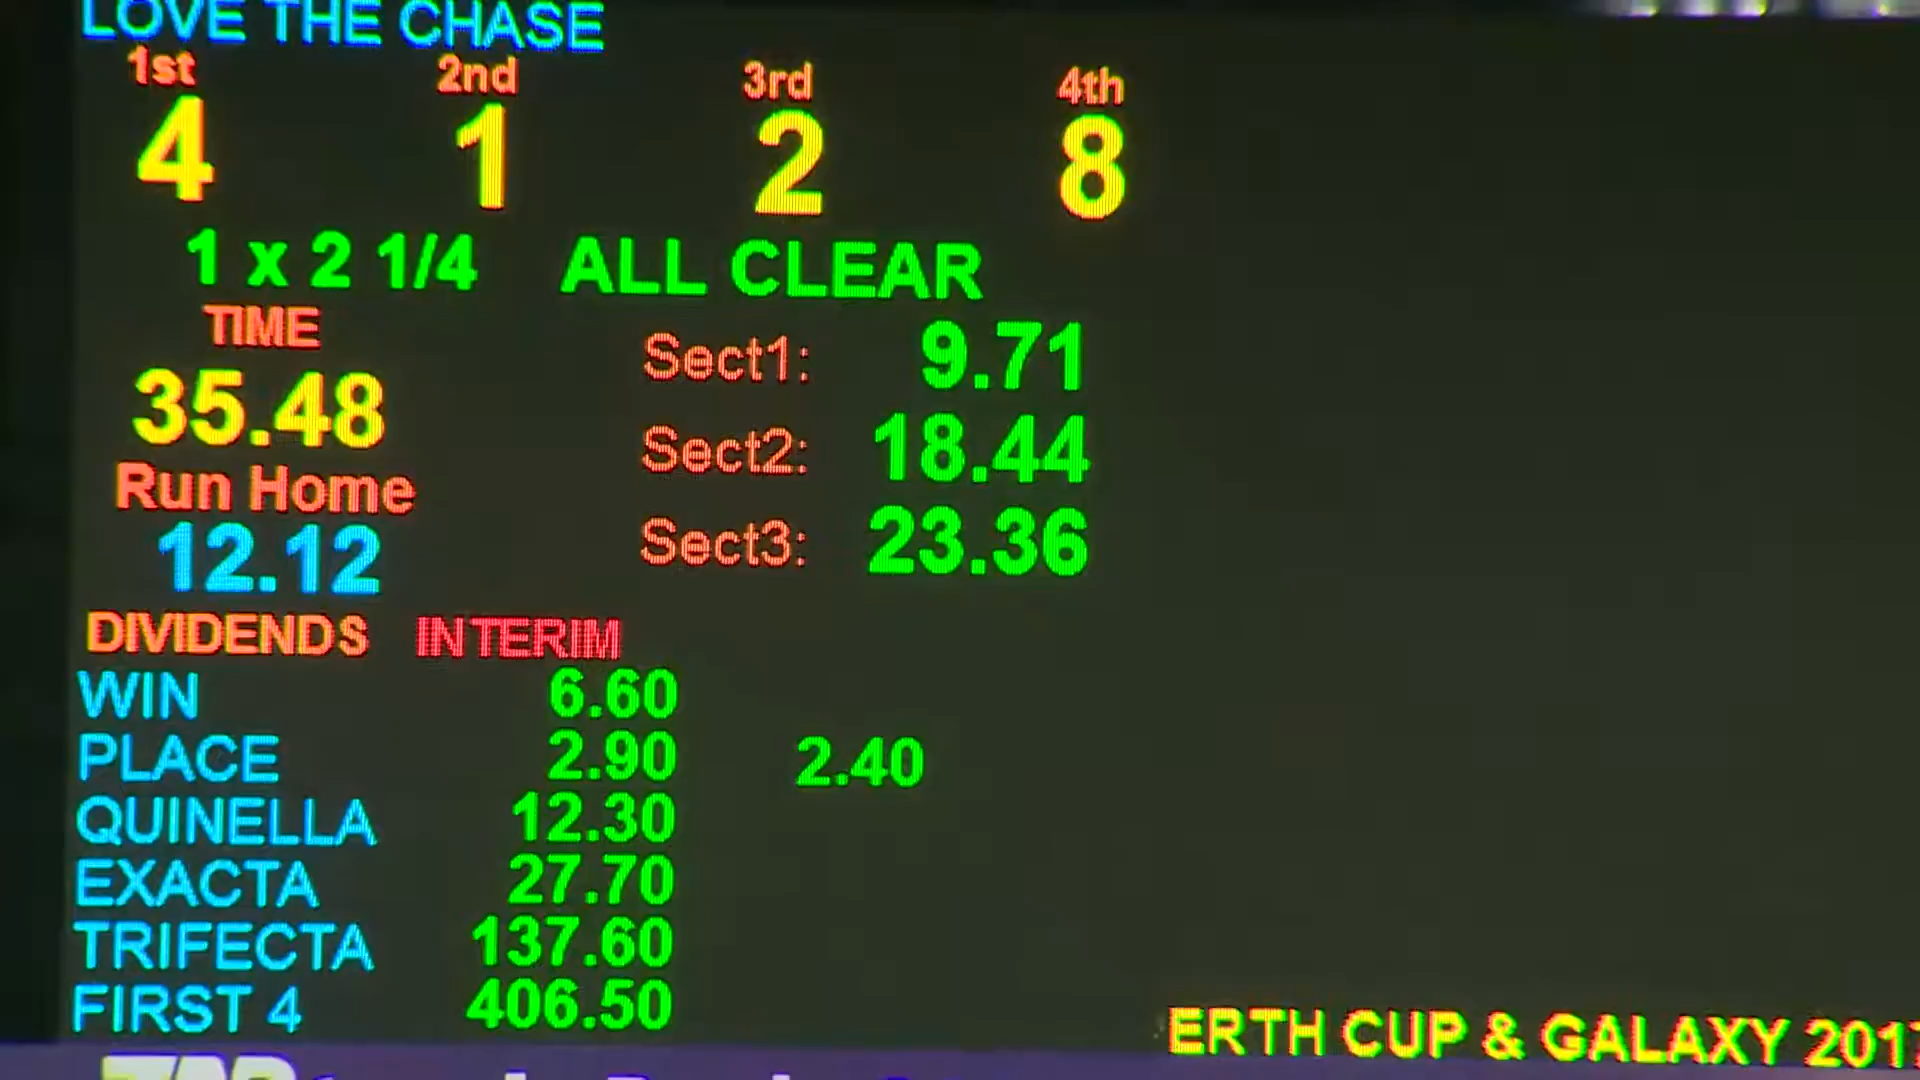 LOVE THE CHASE
1st 2nd 3rd 4th
4 1 2 8
1 x 2 1/4 ALL CLEAR
TIME
35.48
Sect1: 9.71
Sect2: 18.44
Run Home
12.12
Sect3: 23.36
DIVIDENDS INTERIM
WIN 6.60
PLACE 2.90 2.40
QUINELLA 12.30
EXACTA 27.70
TRIFECTA 137.60
FIRST 4 406.50
ERTH CUP & GALAXY 2017